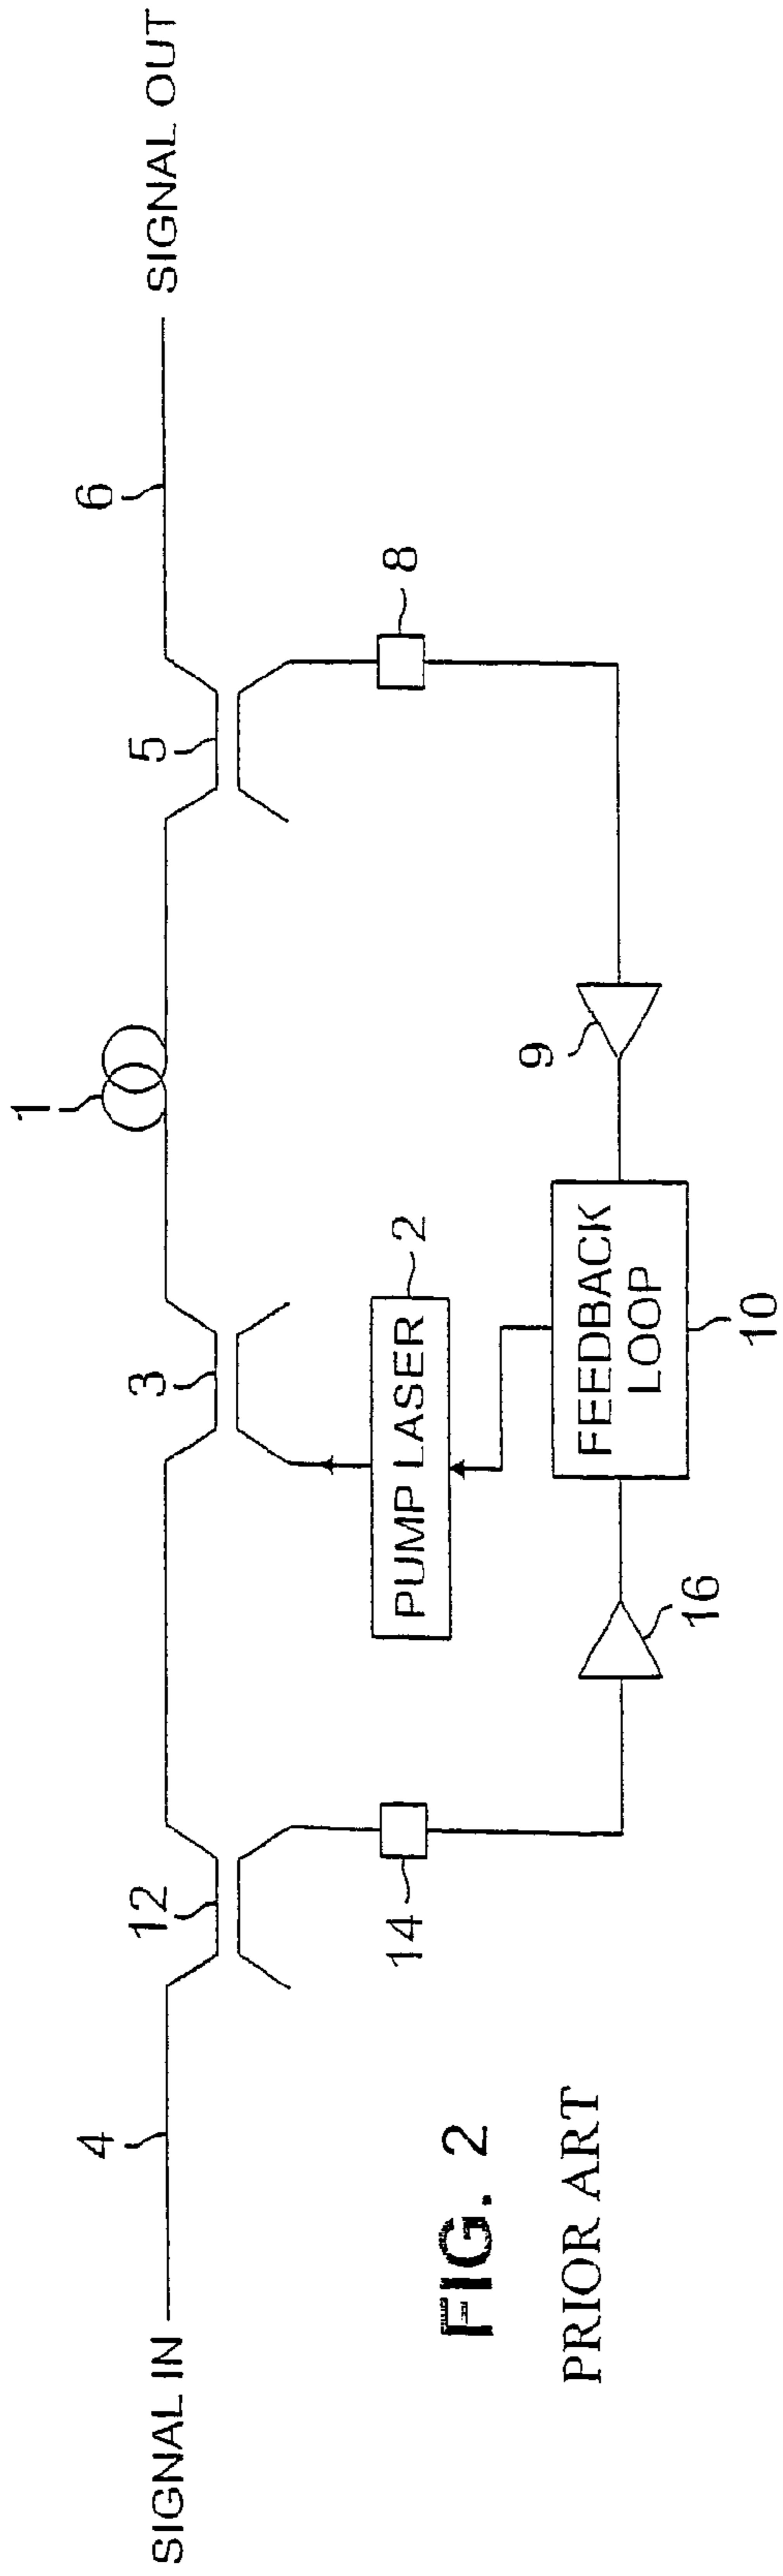 SIGNAL IN
4
12
3
1
5
6
SIGNAL OUT
14
PUMP LASER
2
8
16
FEEDBACK
LOOP
10
9
FIG. 2
PRIOR ART